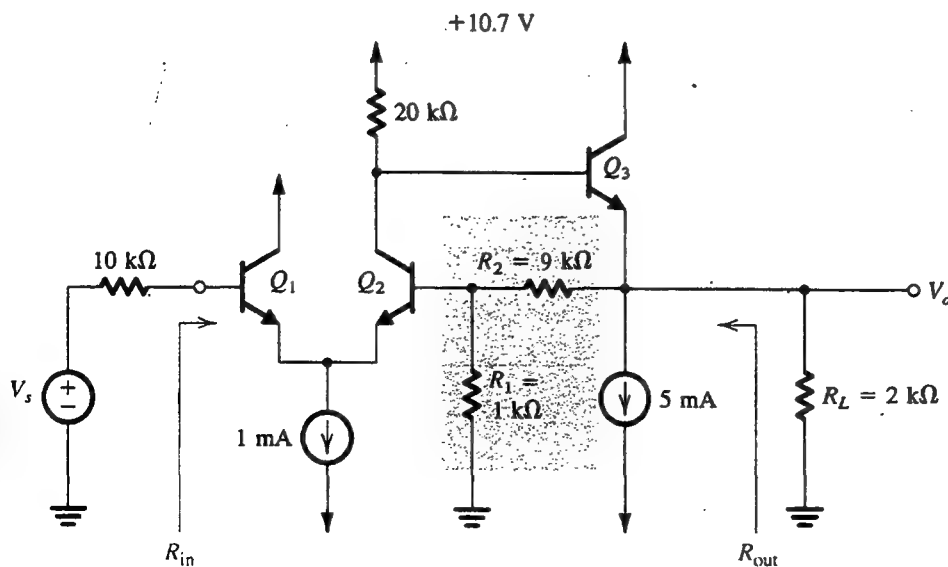 +10.7 V
20 kΩ
Q3
10 kΩ
Q1
Q2
R2 = 9 kΩ
Vo
Vs
+
−
1 mA
R1 =
1 kΩ
5 mA
RL = 2 kΩ
Rin
Rout